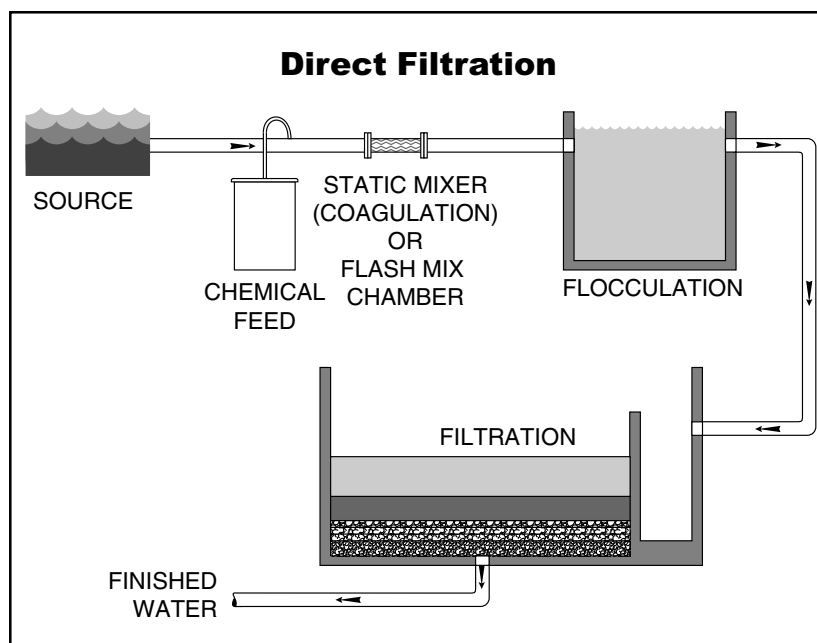 Direct Filtration
SOURCE
CHEMICAL
FEED
STATIC MIXER
(COAGULATION)
OR
FLASH MIX
CHAMBER
FLOCCULATION
FILTRATION
FINISHED
WATER